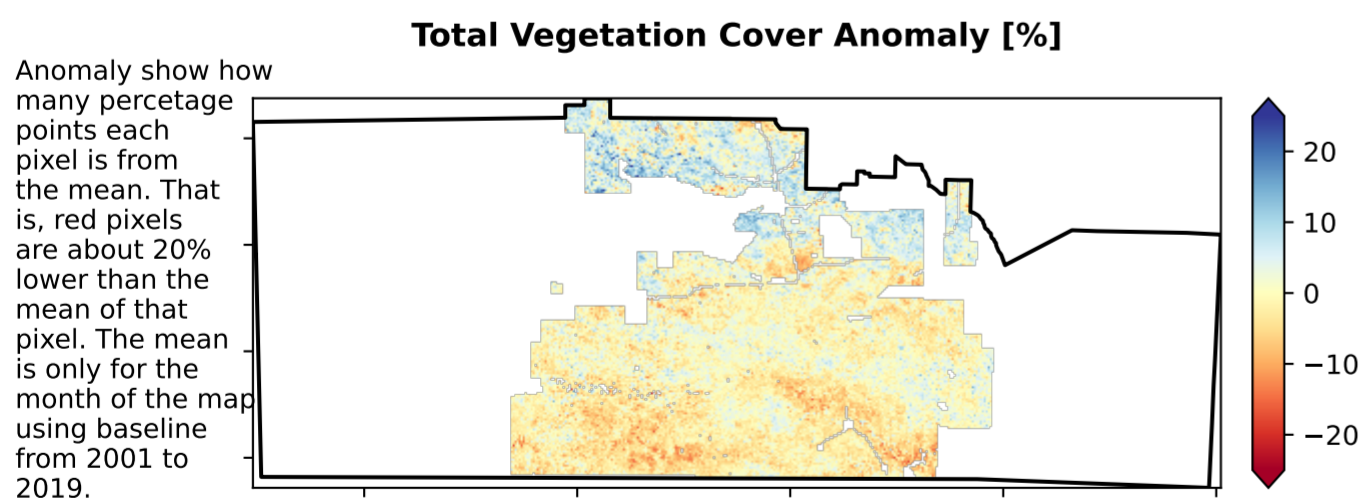 Total Vegetation Cover Anomaly [%]
Anomaly show how
many percetage
points each
pixel is from
the mean. That
is, red pixels
are about 20%
lower than the
mean of that
pixel. The mean
is only for the
month of the map
using baseline
from 2001 to
2019.
20
10
0
−10
−20